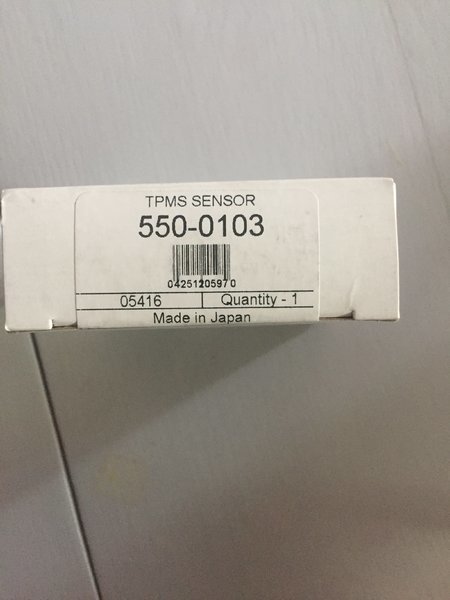 TPMS SENSOR
550-0103
04251205970
05416 Quantity - 1
Made in Japan